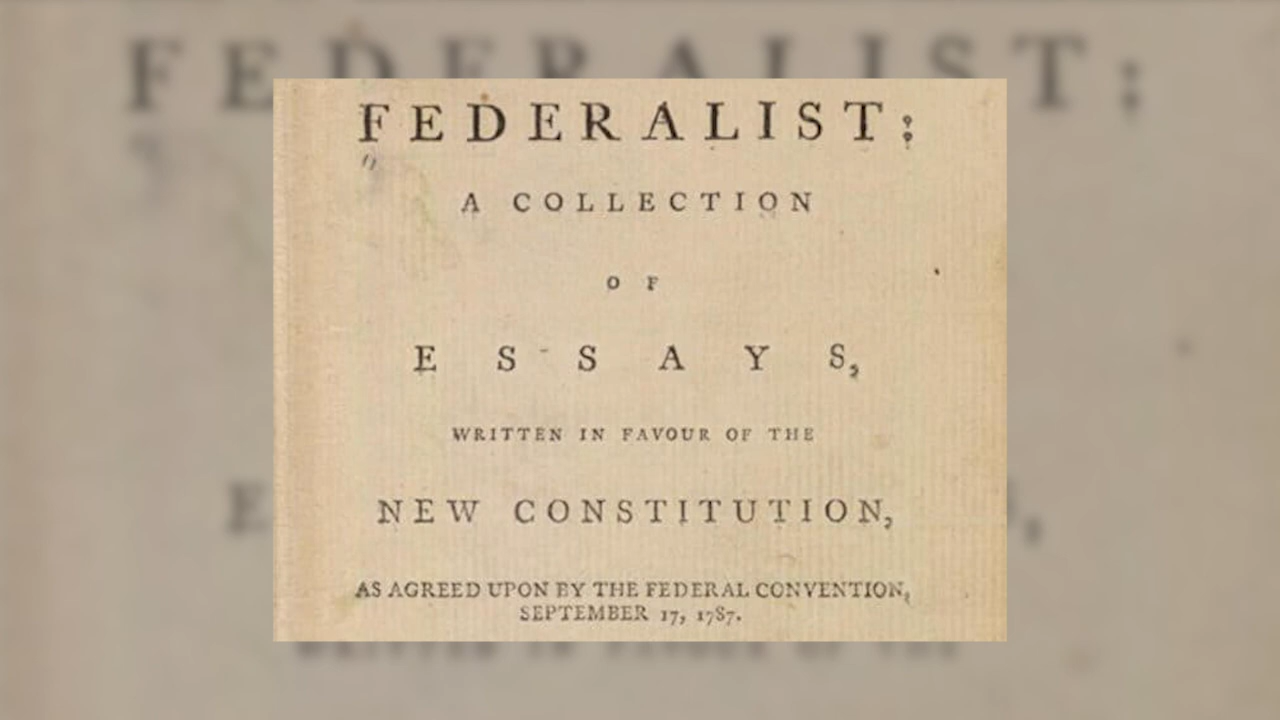 FEDERALIST:
A COLLECTION
OF
ESSAYS,
WRITTEN IN FAVOUR OF THE
NEW CONSTITUTION,
AS AGREED UPON BY THE FEDERAL CONVENTION,
SEPTEMBER 17, 1787.